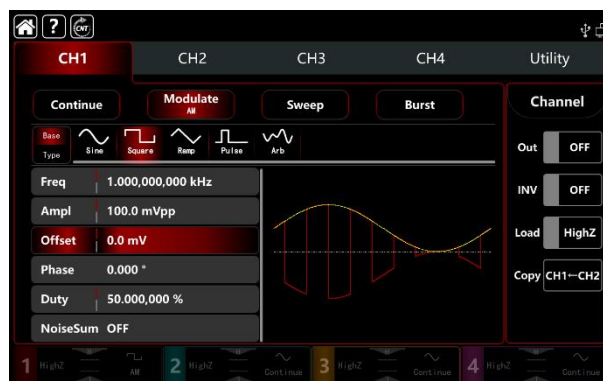 ? CNT
CH1 CH2 CH3 CH4 Utility
Continue Modulate AM Sweep Burst Channel
Base Type Sine Square Ramp Pulse Arb
Out OFF
Freq 1.000,000,000 kHz
INV OFF
Ampl 100.0 mVpp
Load HighZ
Offset 0.0 mV
Phase 0.000 °
Copy CH1←CH2
Duty 50.000,000 %
NoiseSum OFF
1 HighZ AM 2 HighZ Continue 3 HighZ Continue 4 HighZ Continue